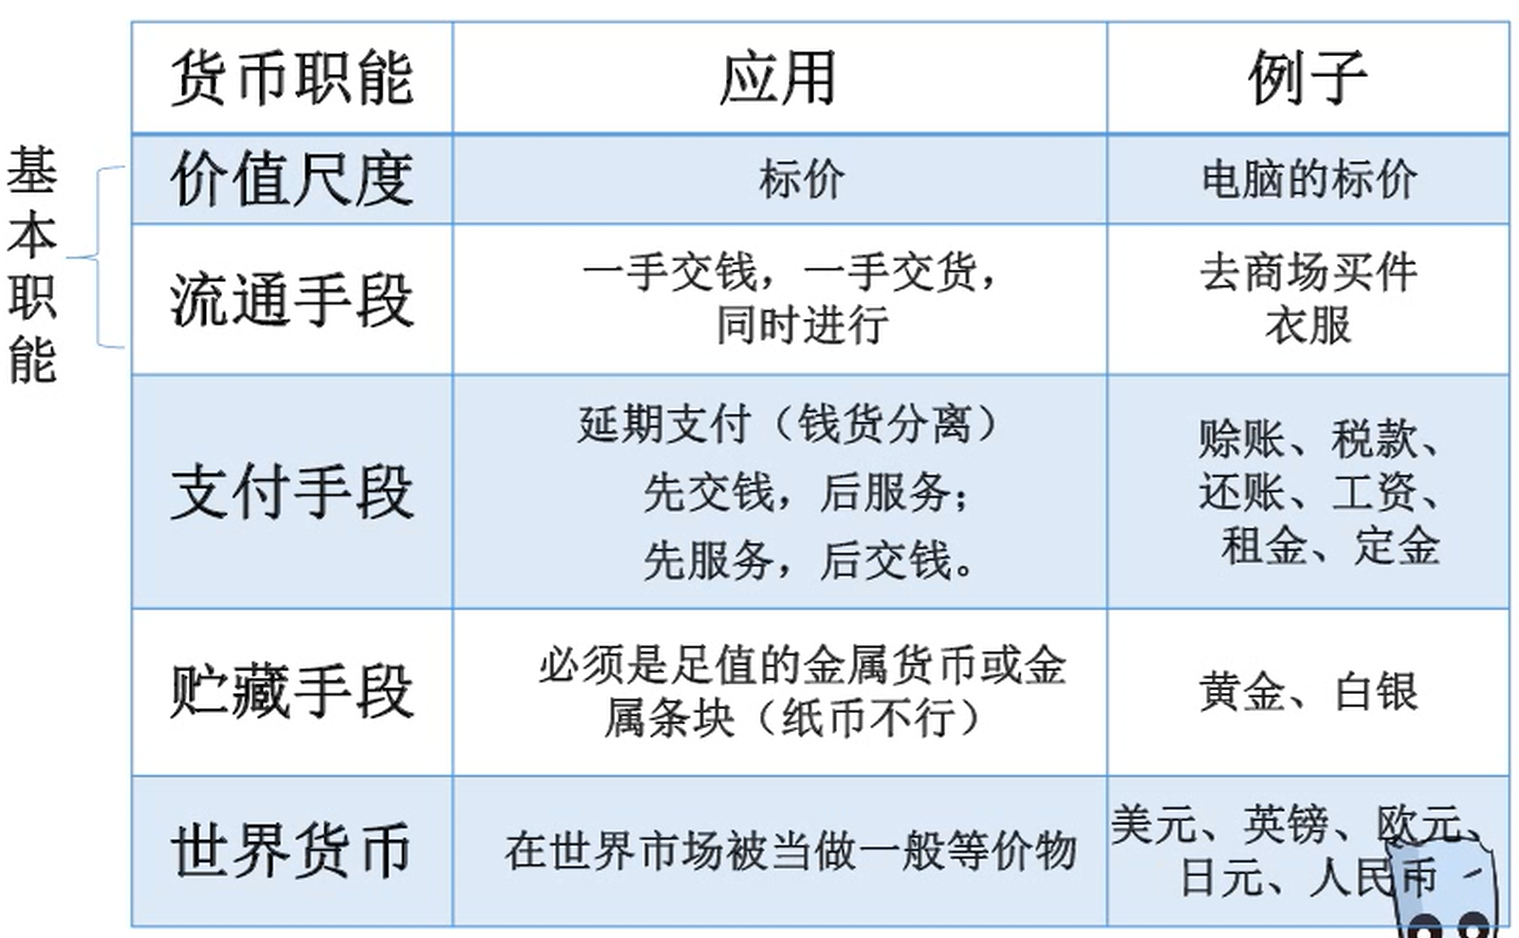 货币职能 应用 例子
基本职能
价值尺度 标价 电脑的标价
流通手段
一手交钱，一手交货，
同时进行
去商场买件
衣服
支付手段
延期支付（钱货分离）
先交钱，后服务；
先服务，后交钱。
赊账、税款、
还账、工资、
租金、定金
贮藏手段
必须是足值的金属货币或金
属条块（纸币不行）
黄金、白银
世界货币
在世界市场被当做一般等价物
美元、英镑、欧元、
日元、人民币